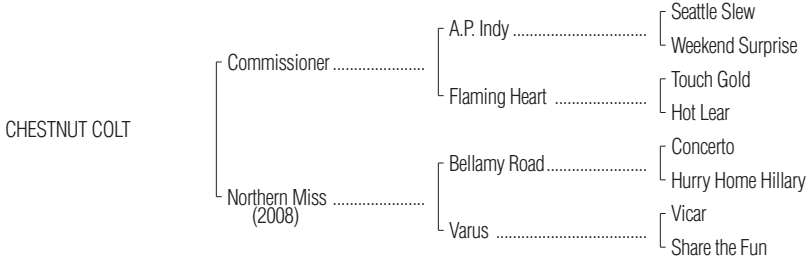 Seattle Slew
A.P. Indy ................................
Weekend Surprise
Commissioner ......................
Touch Gold
Flaming Heart ......................
Hot Lear
CHESTNUT COLT
Concerto
Bellamy Road........................
Hurry Home Hillary
Northern Miss ......................
(2008)
Vicar
Varus ....................................
Share the Fun